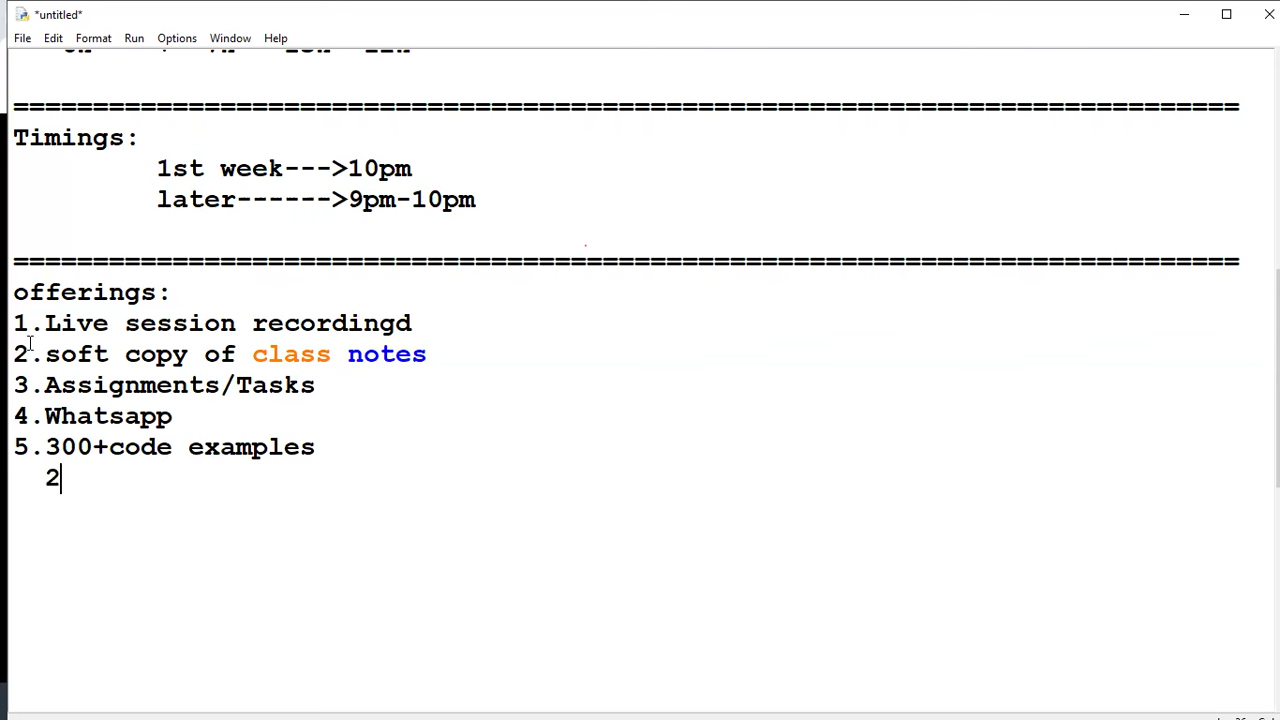 *untitled*
File Edit Format Run Options Window Help
=============================================================================
Timings:
1st week--->10pm
later------>9pm-10pm
=============================================================================
offerings:
1.Live session recordingd
2.soft copy of class notes
3.Assignments/Tasks
4.Whatsapp
5.300+code examples
2